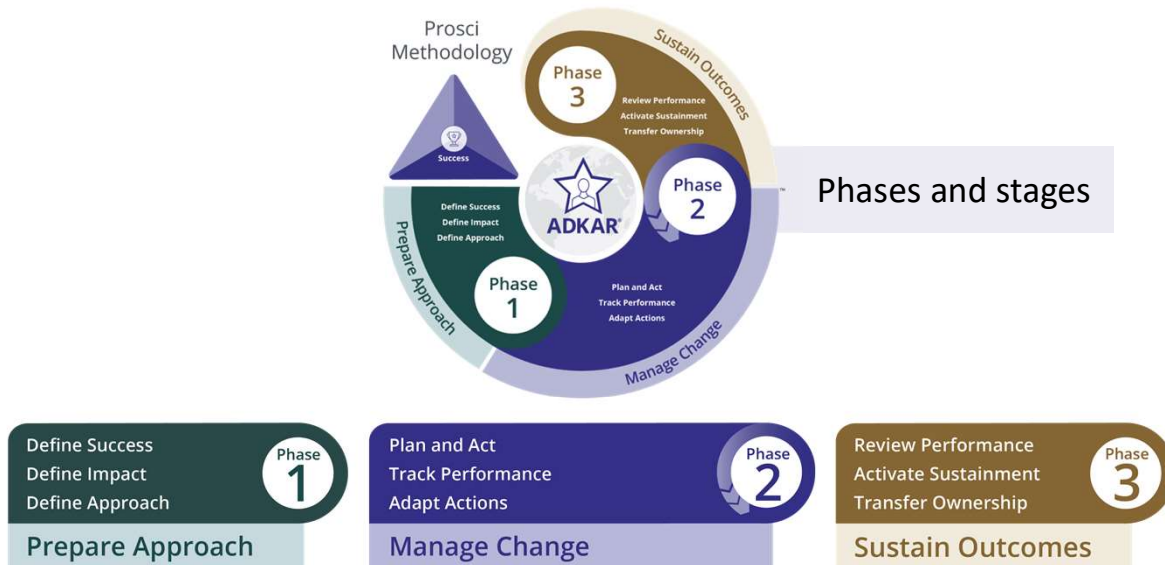 Prosci
Methodology
Success
Phase
3
Review Performance
Activate Sustainment
Transfer Ownership
Sustain Outcomes
ADKAR®
Phase
2
™
Phases and stages
Define Success
Define Impact
Define Approach
Phase
1
Prepare Approach
Plan and Act
Track Performance
Adapt Actions
Manage Change
Define Success
Define Impact
Define Approach
Phase
1
Prepare Approach
Plan and Act
Track Performance
Adapt Actions
Phase
2
Manage Change
Review Performance
Activate Sustainment
Transfer Ownership
Phase
3
Sustain Outcomes